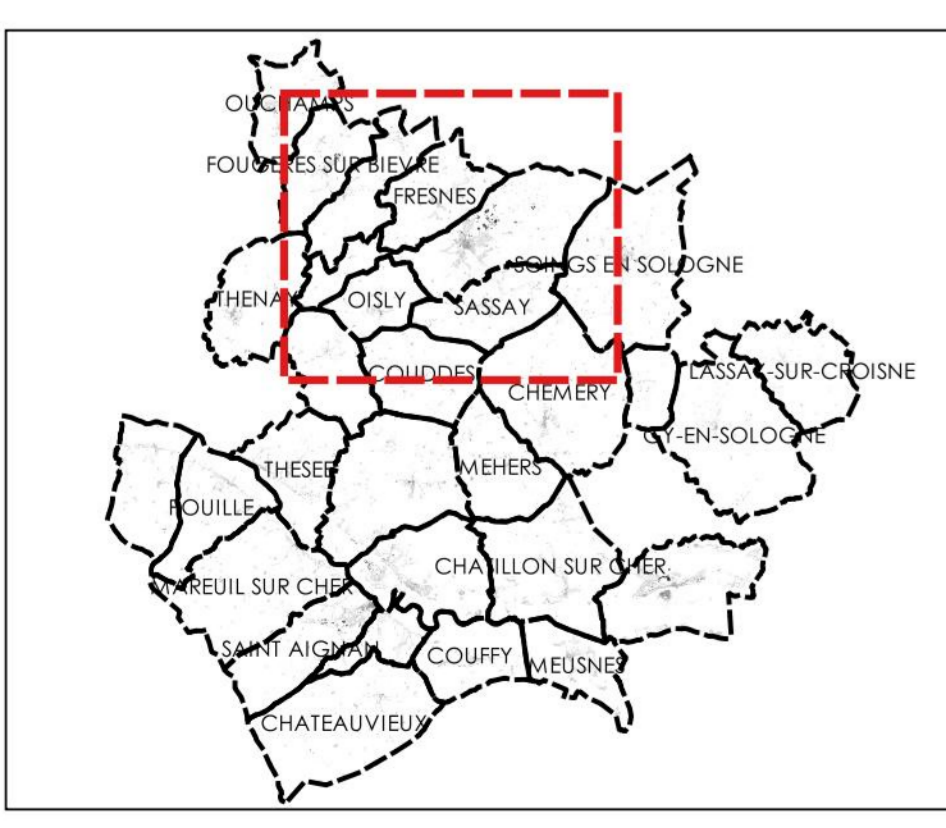 OUCHAMPS
FOUGERES SUR BIEVRE
FRESNES
SOINGS EN SOLOGNE
THENAY
OISLY
SASSAY
COUDDES
LASSAY-SUR-CROISNE
CHEMERY
GY-EN-SOLOGNE
THESEE
MEHERS
POUILLE
CHATILLON SUR CHER
MAREUIL SUR CHER
SAINT AIGNAN
COUFFY
MEUSNES
CHATEAUVIEUX